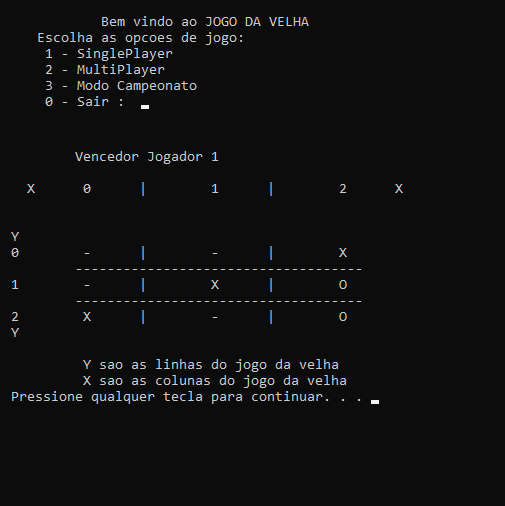 Bem vindo ao JOGO DA VELHA
Escolha as opcoes de jogo:
1 - SinglePlayer
2 - MultiPlayer
3 - Modo Campeonato
0 - Sair :
Vencedor Jogador 1
X 0 | 1 | 2 X
Y
0 - | - | X
------------------------------------
1 - | X | O
------------------------------------
2 X | - | O
Y
Y sao as linhas do jogo da velha
X sao as colunas do jogo da velha
Pressione qualquer tecla para continuar. . .